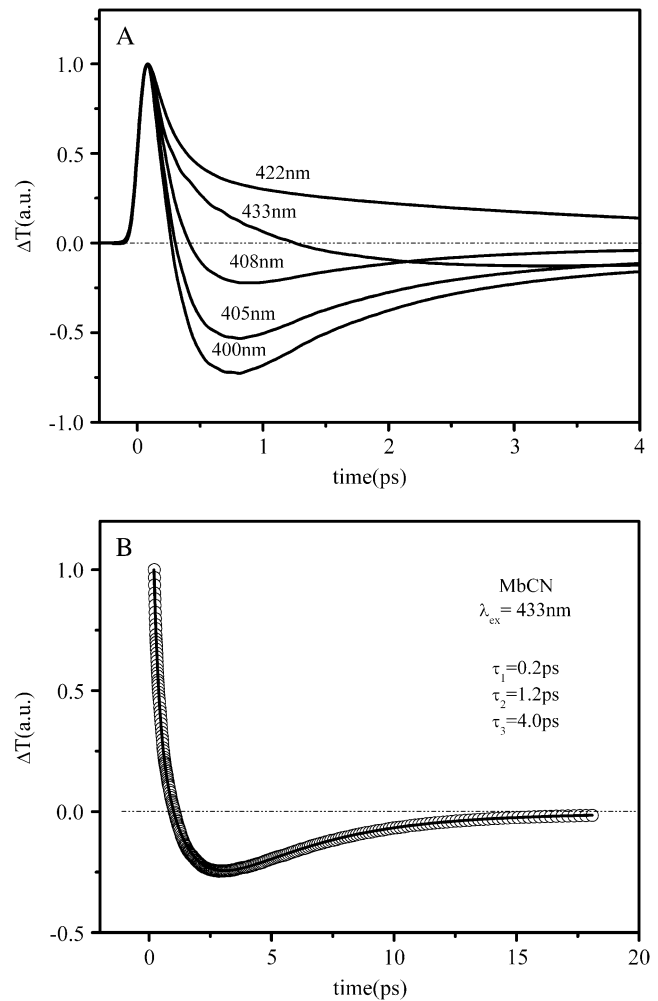 A
1.0
0.5
0.0
-0.5
-1.0
ΔT(a.u.)
422nm
433nm
408nm
405nm
400nm
0 1 2 3 4
time(ps)
B
1.0
0.5
0.0
-0.5
ΔT(a.u.)
MbCN
λex= 433nm
τ1=0.2ps
τ2=1.2ps
τ3=4.0ps
0 5 10 15 20
time(ps)